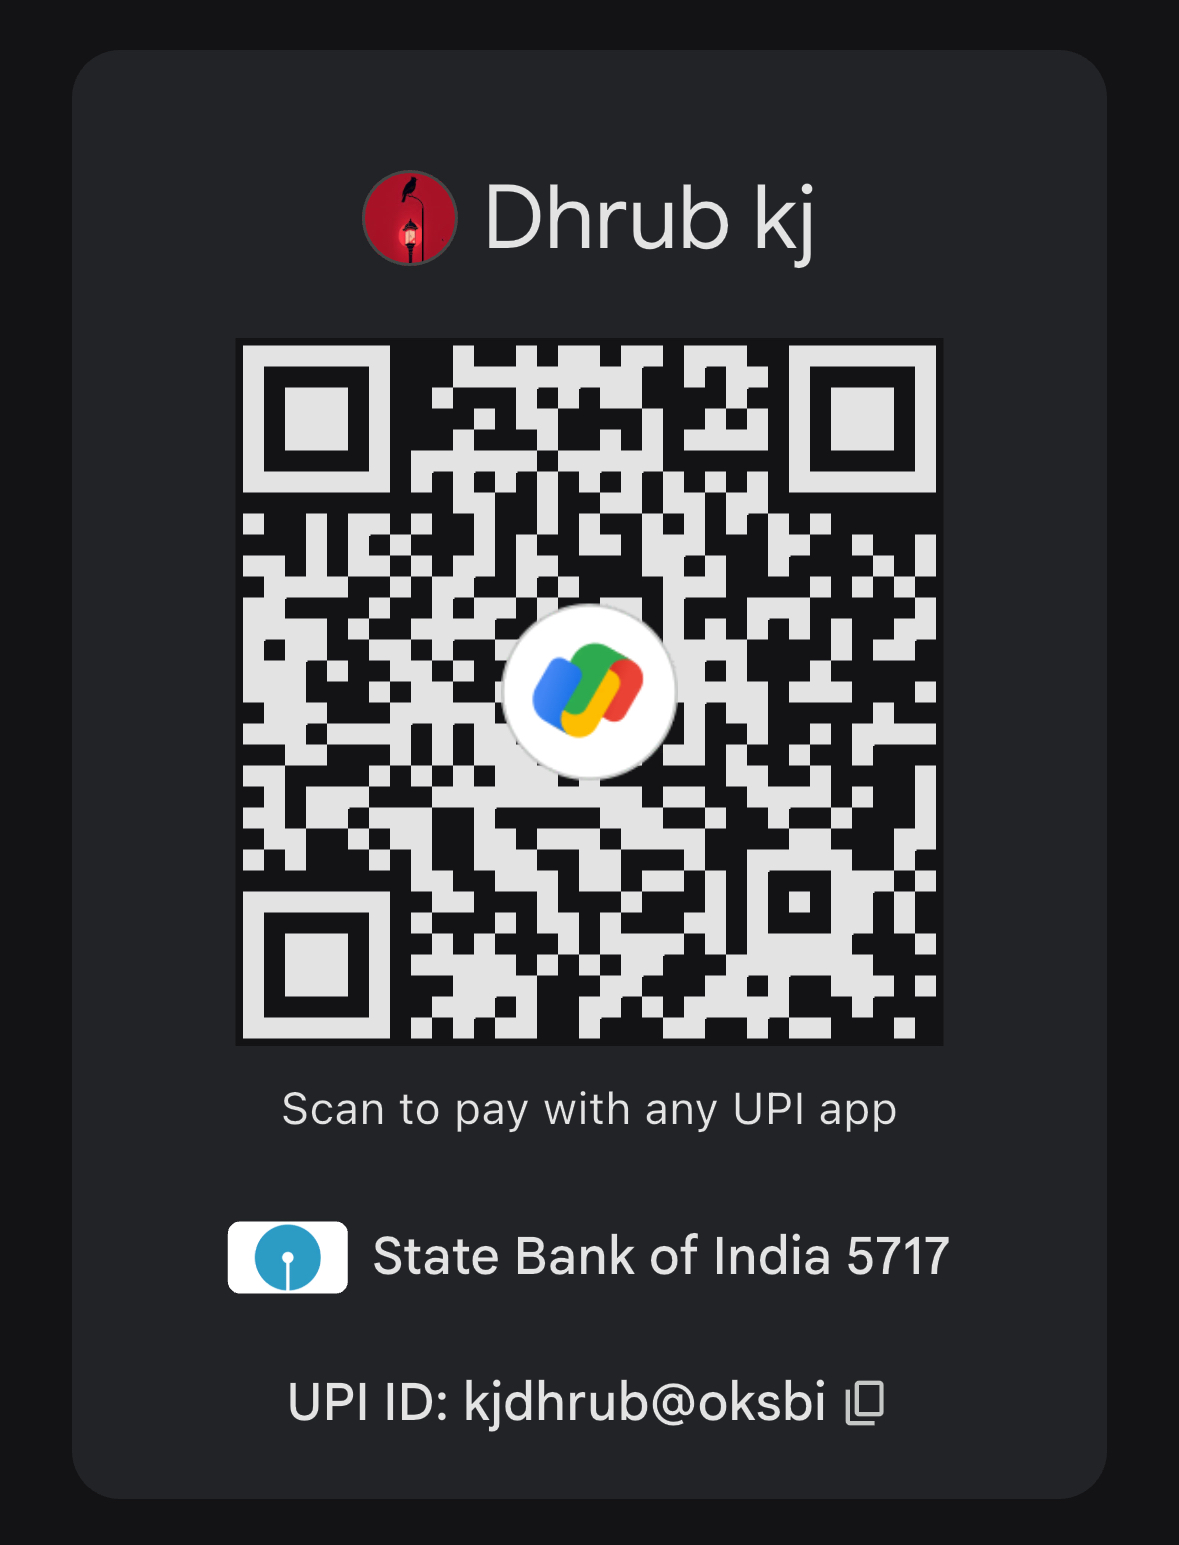 Dhrub kj
Scan to pay with any UPI app
State Bank of India 5717
UPI ID: kjdhrub@oksbi